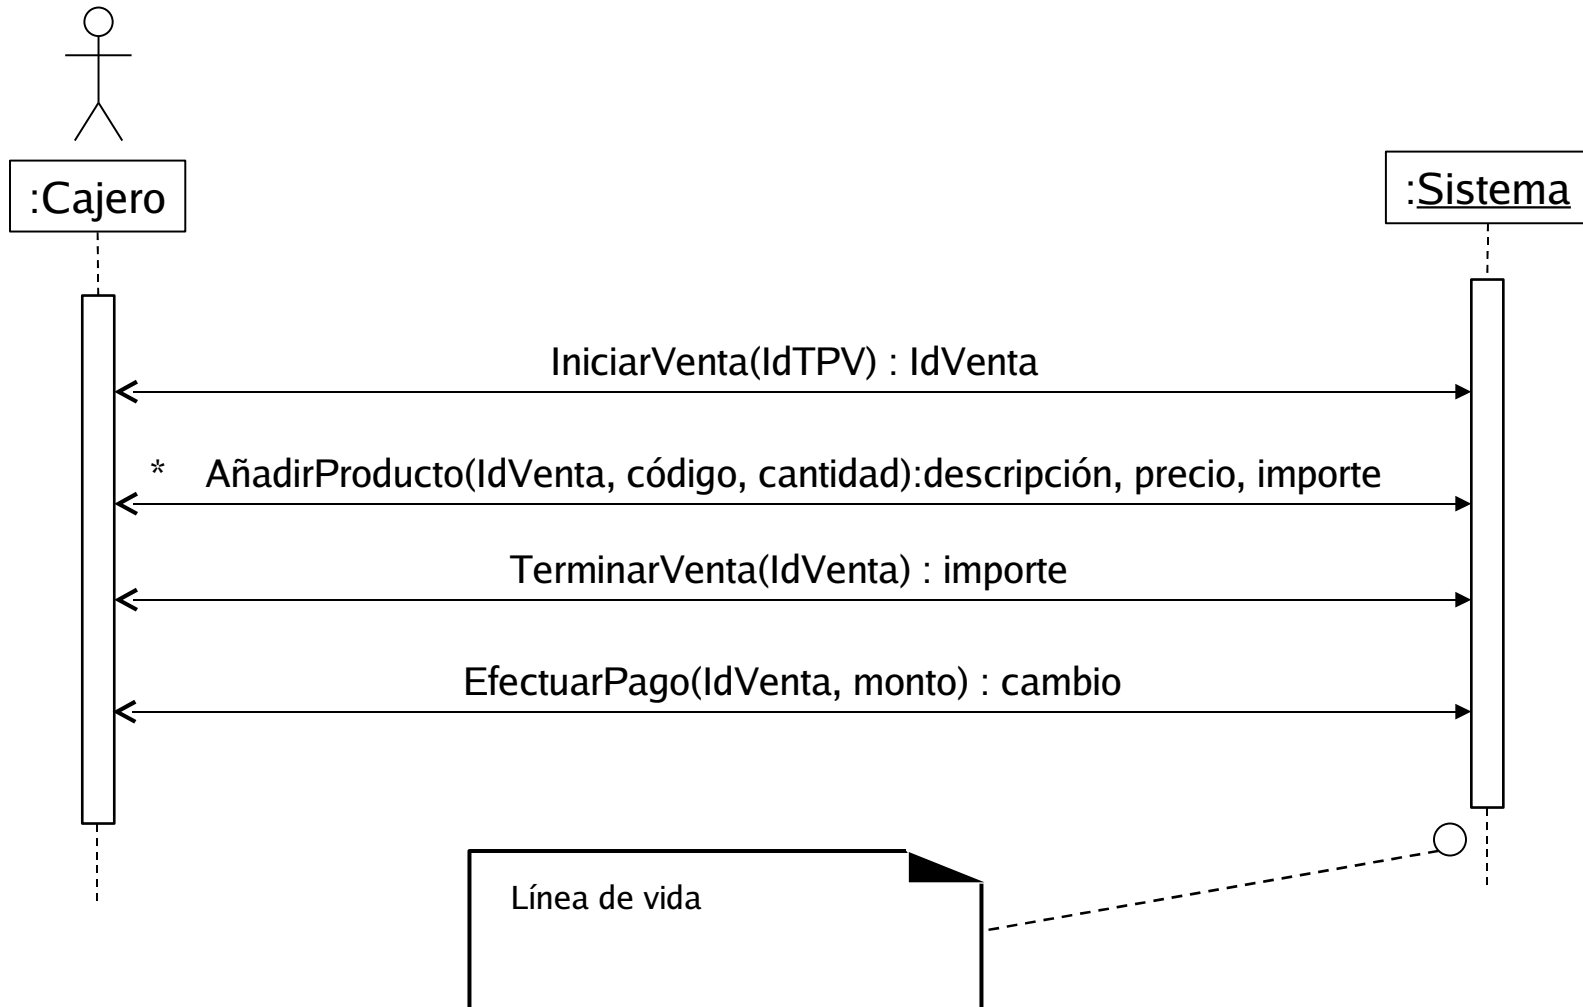 :Cajero
:Sistema
IniciarVenta(IdTPV) : IdVenta
* AñadirProducto(IdVenta, código, cantidad):descripción, precio, importe
TerminarVenta(IdVenta) : importe
EfectuarPago(IdVenta, monto) : cambio
Línea de vida